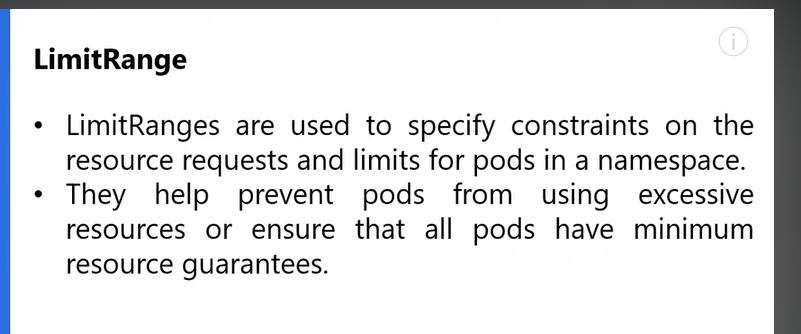 LimitRange
• LimitRanges are used to specify constraints on the
resource requests and limits for pods in a namespace.
• They help prevent pods from using excessive
resources or ensure that all pods have minimum
resource guarantees.